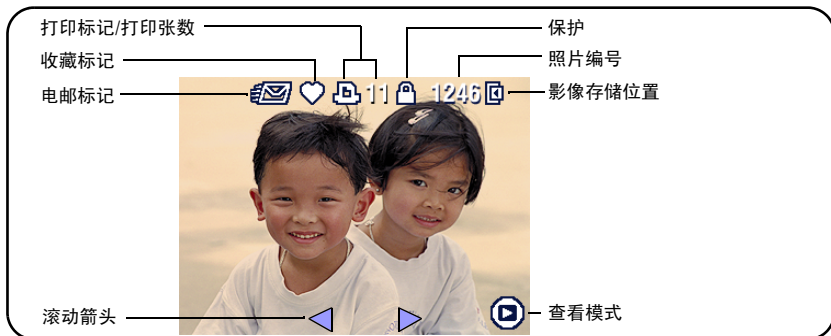 打印标记/打印张数
保护
收藏标记
照片编号
电邮标记
11 1246
影像存储位置
滚动箭头
查看模式